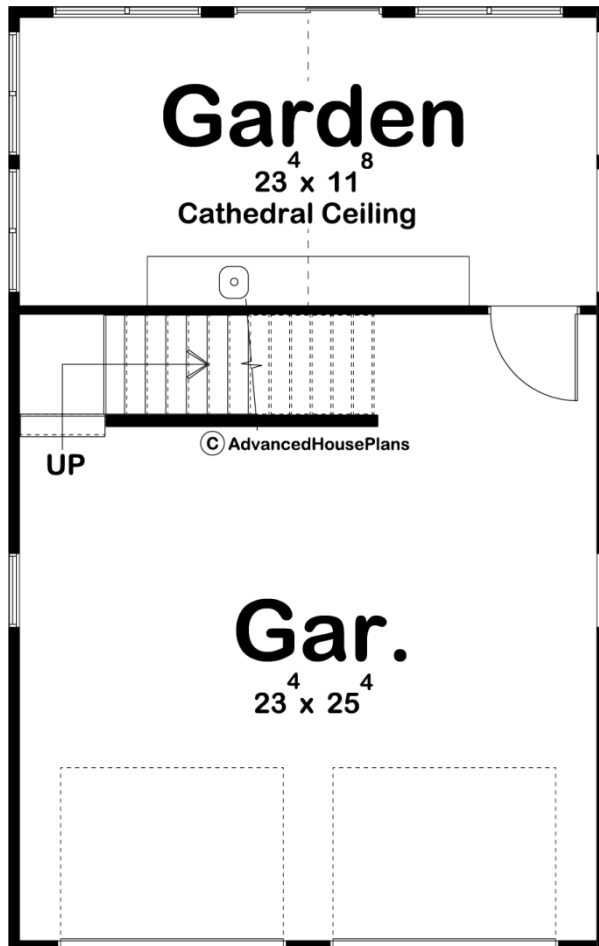 Garden
23⁴ x 11⁸
Cathedral Ceiling
© AdvancedHousePlans
UP
Gar.
23⁴ x 25⁴